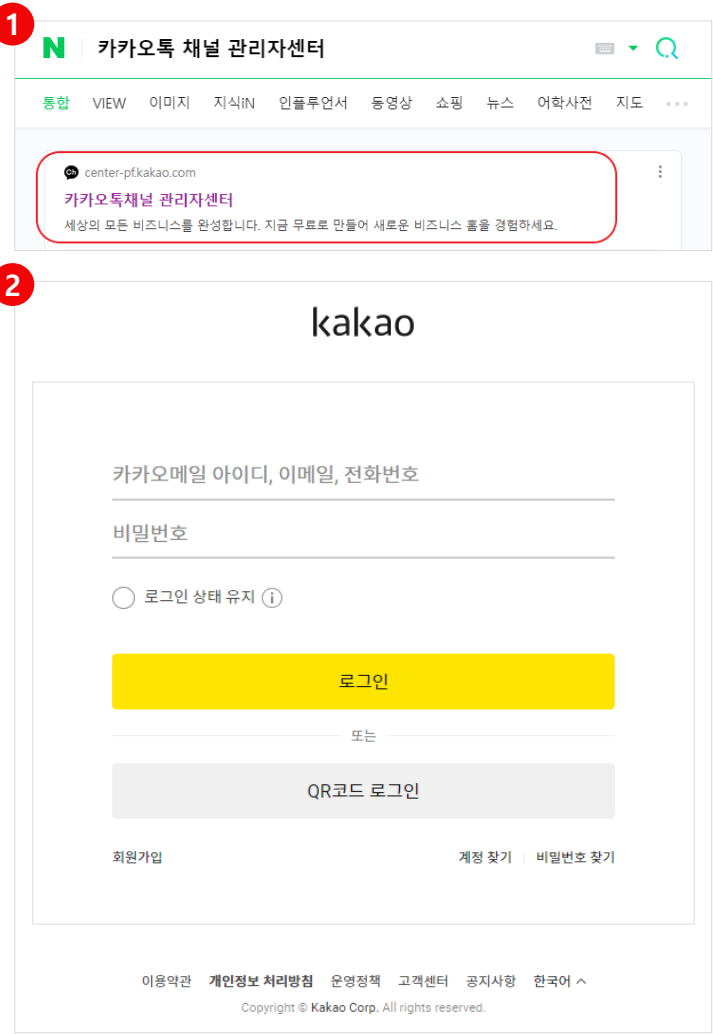 1
N 카카오톡 채널 관리자센터
통합 VIEW 이미지 지식iN 인플루언서 동영상 쇼핑 뉴스 어학사전 지도
Ch center-pf.kakao.com
카카오톡채널 관리자센터
세상의 모든 비즈니스를 완성합니다. 지금 무료로 만들어 새로운 비즈니스 홈을 경험하세요.
2
kakao
카카오메일 아이디, 이메일, 전화번호
비밀번호
로그인 상태 유지 i
로그인
또는
QR코드 로그인
회원가입 계정 찾기 비밀번호 찾기
이용약관 개인정보 처리방침 운영정책 고객센터 공지사항 한국어
Copyright © Kakao Corp. All rights reserved.